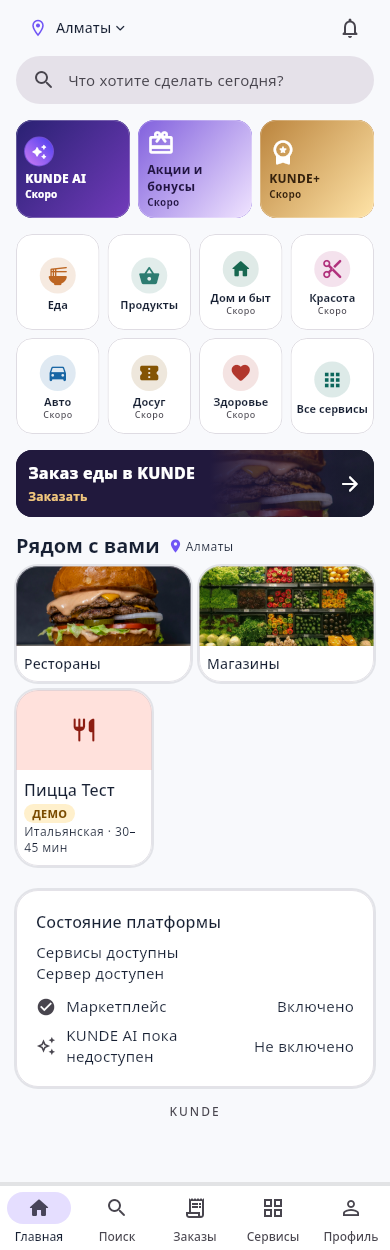 Алматы
Что хотите сделать сегодня?
KUNDE AI
Скоро
Акции и
бонусы
Скоро
KUNDE+
Скоро
Еда
Продукты
Дом и быт
Скоро
Красота
Скоро
Авто
Скоро
Досуг
Скоро
Здоровье
Скоро
Все сервисы
Заказ еды в KUNDE
Заказать
Рядом с вами Алматы
Рестораны
Магазины
Пицца Тест
ДЕМО
Итальянская · 30–
45 мин
Состояние платформы
Сервисы доступны
Сервер доступен
Маркетплейс Включено
KUNDE AI пока
недоступен
Не включено
KUNDE
Главная Поиск Заказы Сервисы Профиль